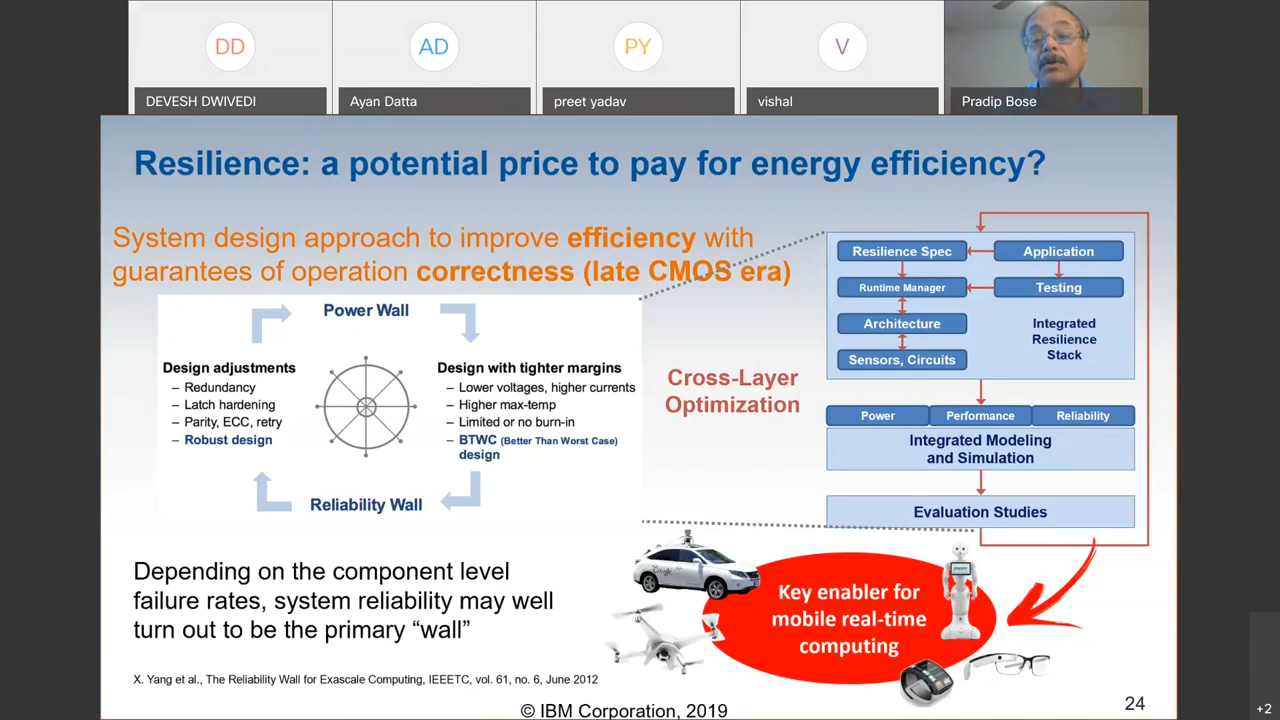 DD
AD
PY
V
DEVESH DWIVEDI
Ayan Datta
preet yadav
vishal
Pradip Bose
Resilience: a potential price to pay for energy efficiency?
System design approach to improve efficiency with
guarantees of operation correctness (late CMOS era)
Power Wall
Design adjustments
– Redundancy
– Latch hardening
– Parity, ECC, retry
– Robust design
Design with tighter margins
– Lower voltages, higher currents
– Higher max-temp
– Limited or no burn-in
– BTWC (Better Than Worst Case)
design
Reliability Wall
Cross-Layer
Optimization
Resilience Spec
Application
Runtime Manager
Testing
Architecture
Sensors, Circuits
Integrated
Resilience
Stack
Power
Performance
Reliability
Integrated Modeling
and Simulation
Evaluation Studies
Depending on the component level
failure rates, system reliability may well
turn out to be the primary “wall”
Google
pepper
Key enabler for
mobile real-time
computing
X. Yang et al., The Reliability Wall for Exascale Computing, IEEETC, vol. 61, no. 6, June 2012
© IBM Corporation, 2019
24
+2